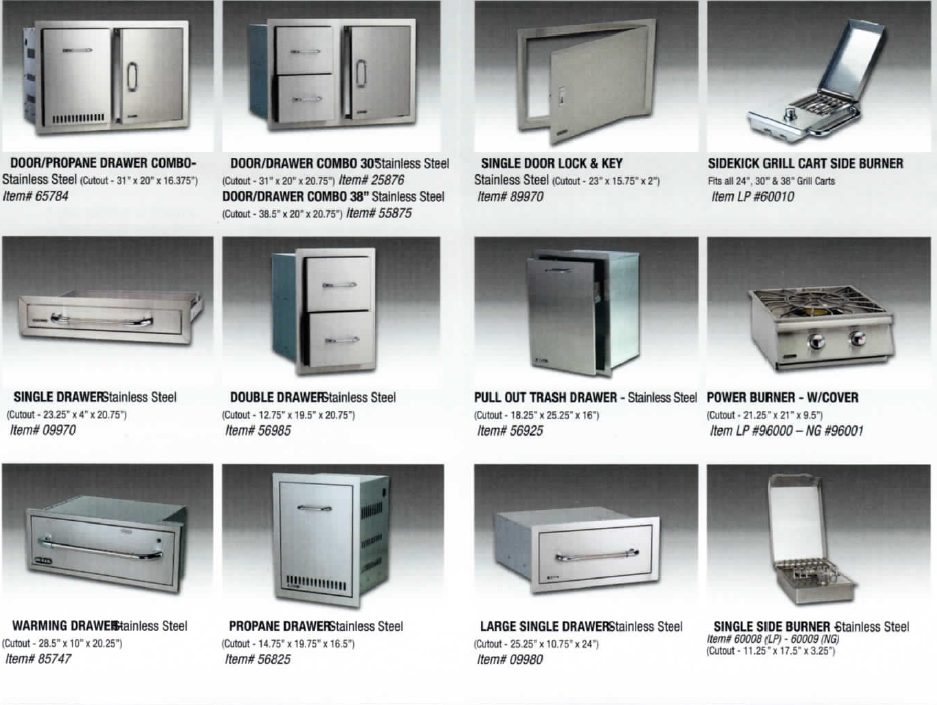 DOOR/PROPANE DRAWER COMBO-
Stainless Steel (Cutout - 31" x 20" x 16.375")
Item# 65784
DOOR/DRAWER COMBO 30" Stainless Steel
(Cutout - 31" x 20" x 20.75") Item# 25876
DOOR/DRAWER COMBO 38" Stainless Steel
(Cutout - 38.5" x 20" x 20.75") Item# 55875
SINGLE DOOR LOCK & KEY
Stainless Steel (Cutout - 23" x 15.75" x 2")
Item# 89970
SIDEKICK GRILL CART SIDE BURNER
Fits all 24", 30" & 38" Grill Carts
Item LP #60010
SINGLE DRAWER Stainless Steel
(Cutout - 23.25" x 4" x 20.75")
Item# 09970
DOUBLE DRAWER Stainless Steel
(Cutout - 12.75" x 19.5" x 20.75")
Item# 56985
PULL OUT TRASH DRAWER - Stainless Steel
(Cutout - 18.25" x 25.25" x 16")
Item# 56925
POWER BURNER - W/COVER
(Cutout - 21.25" x 21" x 9.5")
Item LP #96000 – NG #96001
WARMING DRAWER Stainless Steel
(Cutout - 28.5" x 10" x 20.25")
Item# 85747
PROPANE DRAWER Stainless Steel
(Cutout - 14.75" x 19.75" x 16.5")
Item# 56825
LARGE SINGLE DRAWER Stainless Steel
(Cutout - 25.25" x 10.75" x 24")
Item# 09980
SINGLE SIDE BURNER - Stainless Steel
Item# 60008 (LP) - 60009 (NG)
(Cutout - 11.25" x 17.5" x 3.25")